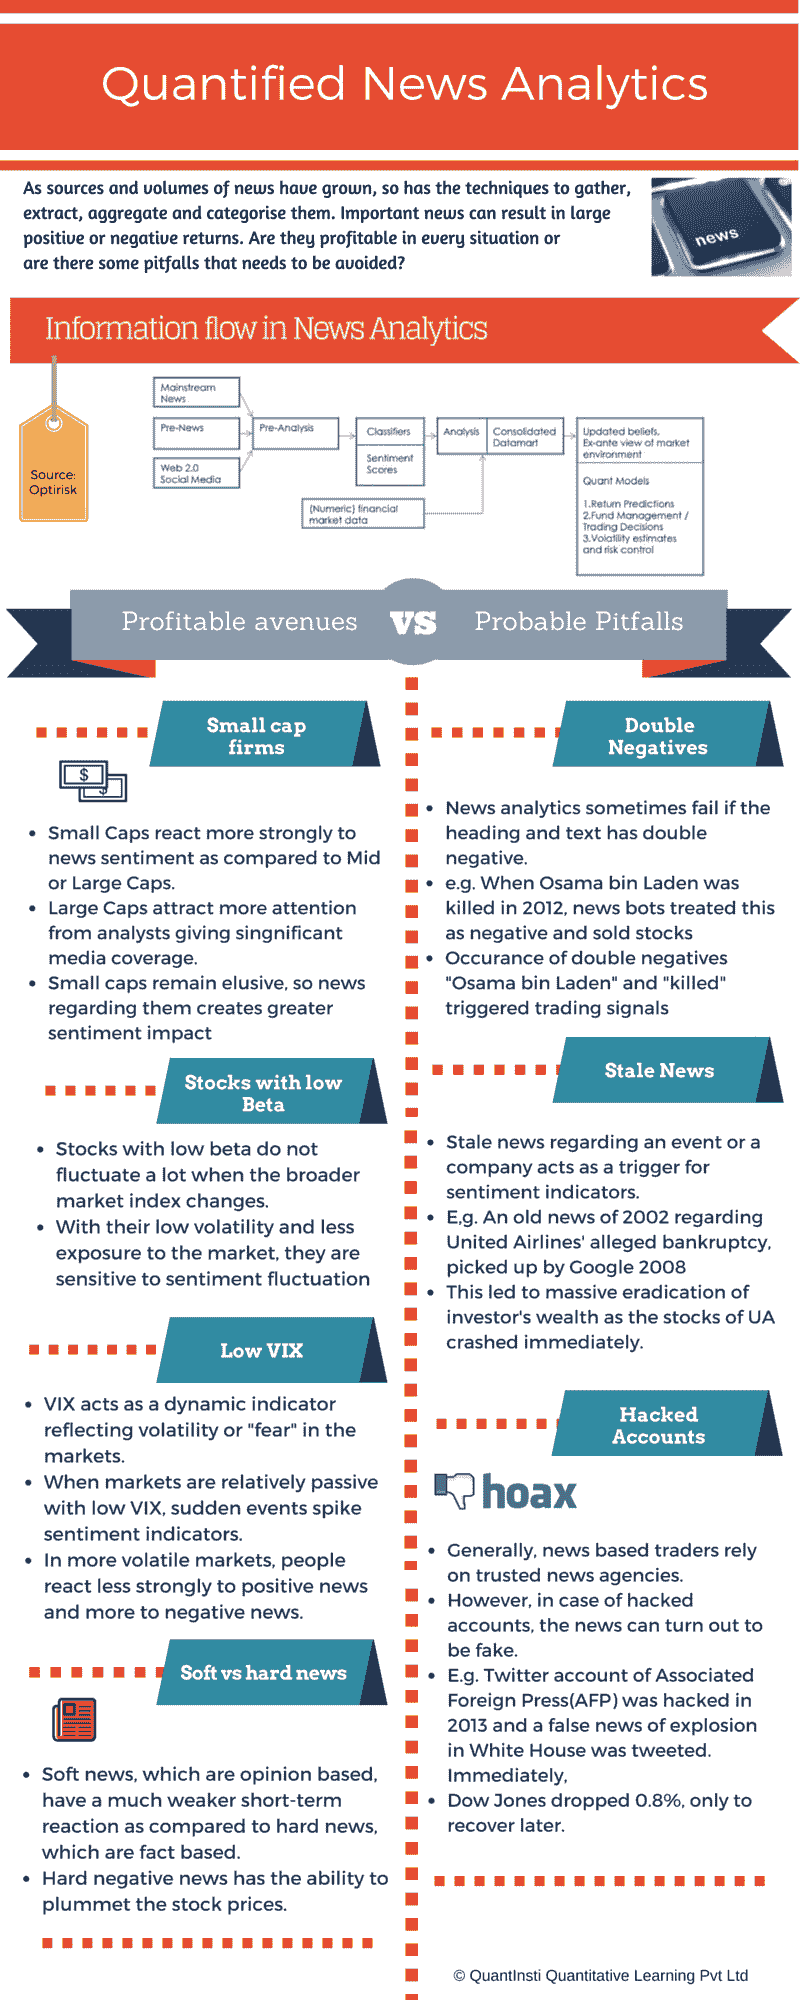 Quantified News Analytics
As sources and volumes of news have grown, so has the techniques to gather,
extract, aggregate and categorise them. Important news can result in large
positive or negative returns. Are they profitable in every situation or
are there some pitfalls that needs to be avoided?
news
Information flow in News Analytics
Source:
Optirisk
Mainstream
News
Pre-News
Web 2.0
Social Media
Pre-Analysis
Classifiers
Sentiment
Scores
(Numeric) financial
market data
Analysis
Consolidated
Datamart
Updated beliefs,
Ex-ante view of market
environment
Quant Models
1.Return Predictions
2.Fund Management /
Trading Decisions
3.Volatility estimates
and risk control
Profitable avenues vs Probable Pitfalls
Small cap
firms
$
$
• Small Caps react more strongly to
news sentiment as compared to Mid
or Large Caps.
• Large Caps attract more attention
from analysts giving singnificant
media coverage.
• Small caps remain elusive, so news
regarding them creates greater
sentiment impact
Stocks with low
Beta
• Stocks with low beta do not
fluctuate a lot when the broader
market index changes.
• With their low volatility and less
exposure to the market, they are
sensitive to sentiment fluctuation
Low VIX
• VIX acts as a dynamic indicator
reflecting volatility or "fear" in the
markets.
• When markets are relatively passive
with low VIX, sudden events spike
sentiment indicators.
• In more volatile markets, people
react less strongly to positive news
and more to negative news.
Soft vs hard news
• Soft news, which are opinion based,
have a much weaker short-term
reaction as compared to hard news,
which are fact based.
• Hard negative news has the ability to
plummet the stock prices.
Double
Negatives
• News analytics sometimes fail if the
heading and text has double
negative.
• e.g. When Osama bin Laden was
killed in 2012, news bots treated this
as negative and sold stocks
• Occurance of double negatives
"Osama bin Laden" and "killed"
triggered trading signals
Stale News
• Stale news regarding an event or a
company acts as a trigger for
sentiment indicators.
• E,g. An old news of 2002 regarding
United Airlines' alleged bankruptcy,
picked up by Google 2008
• This led to massive eradication of
investor's wealth as the stocks of UA
crashed immediately.
Hacked
Accounts
hoax
• Generally, news based traders rely
on trusted news agencies.
• However, in case of hacked
accounts, the news can turn out to
be fake.
• E.g. Twitter account of Associated
Foreign Press(AFP) was hacked in
2013 and a false news of explosion
in White House was tweeted.
Immediately,
• Dow Jones dropped 0.8%, only to
recover later.
© QuantInsti Quantitative Learning Pvt Ltd